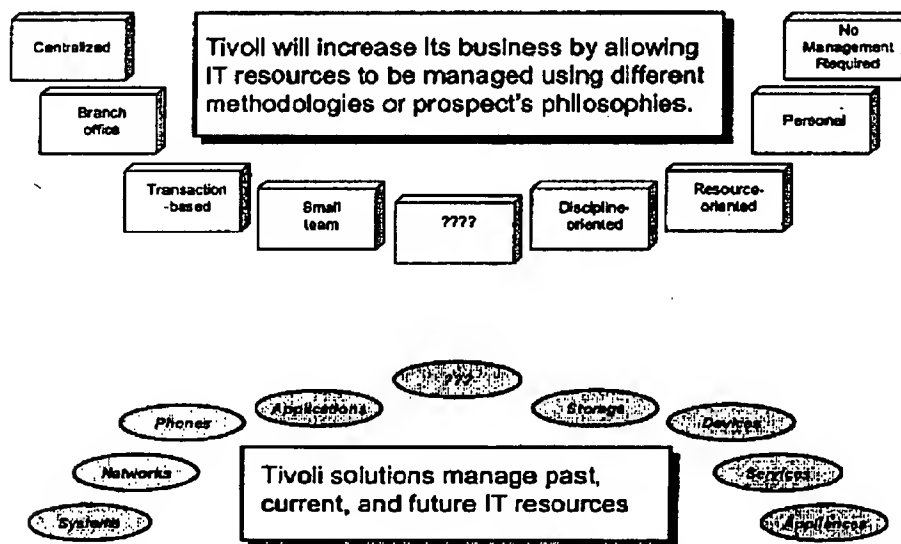 Centralized
Tivoli will increase its business by allowing
IT resources to be managed using different
methodologies or prospect's philosophies.
No
Management
Required
Branch
office
Personal
Transaction
-based
Small
team
????
Discipline-
oriented
Resource-
oriented
???
Applications
Storage
Phones
Devices
Networks
Services
Systems
Appliences
Tivoli solutions manage past,
current, and future IT resources